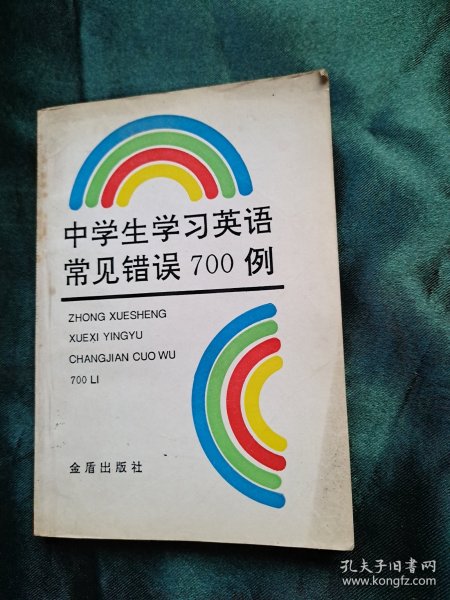 中学生学习英语
常见错误 700 例
ZHONG XUESHENG
XUEXI YINGYU
CHANGJIAN CUO WU
700 LI
金盾出版社
孔夫子旧书网
www.kongfz.com